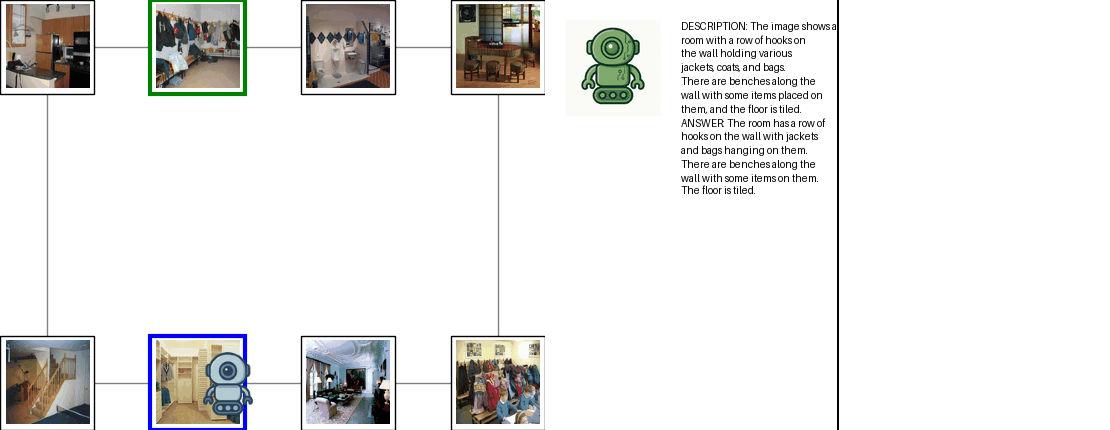 DESCRIPTION: The image shows a
room with a row of hooks on
the wall holding various
jackets, coats, and bags.
There are benches along the
wall with some items placed on
them, and the floor is tiled.
ANSWER: The room has a row of
hooks on the wall with jackets
and bags hanging on them.
There are benches along the
wall with some items on them.
The floor is tiled.